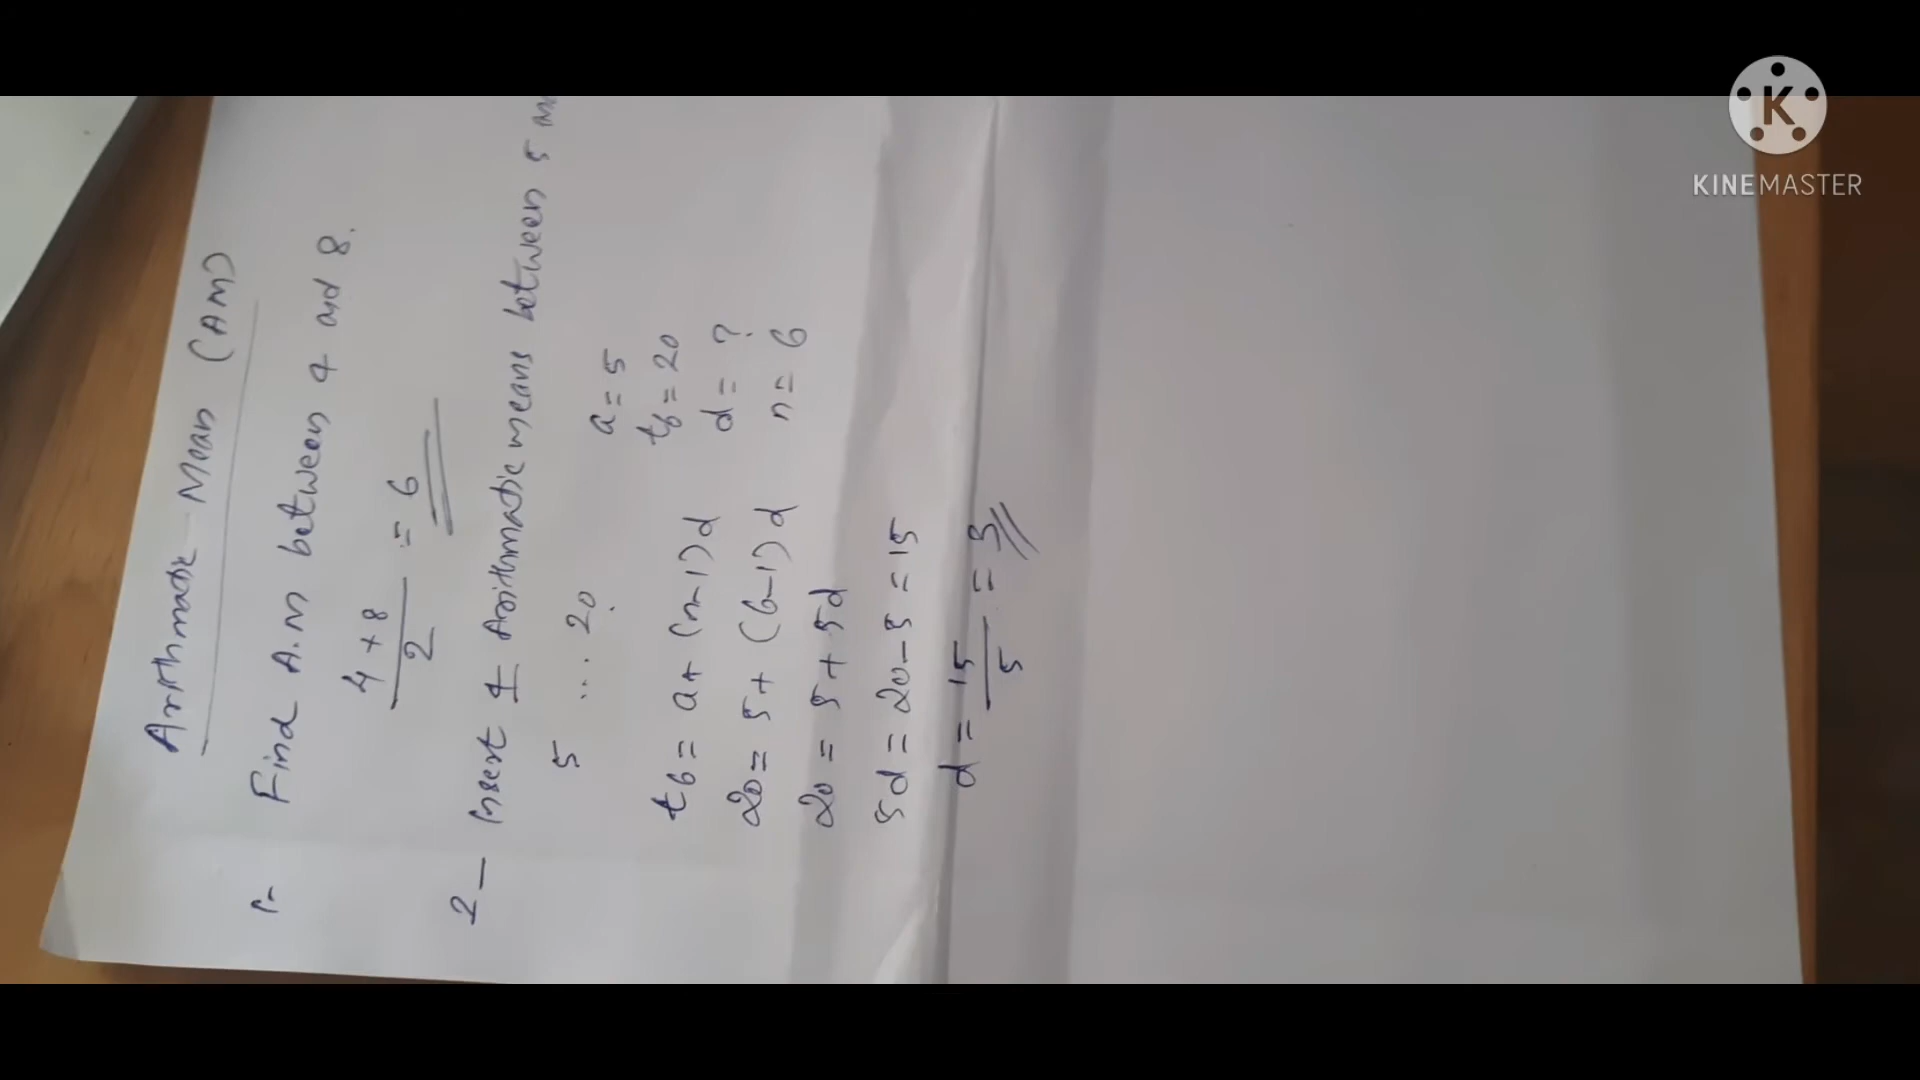 Arithmatic Mean (AM)
1- Find A.M between 4 and 8.
4 + 8 / 2 = 6
2 - Insert 4 Arithmatic means between 5 and
5 ... 20.
a = 5
t6 = 20
d = ?
n = 6
t6 = a + (n-1)d
20 = 5 + (6-1)d
20 = 5 + 5d
5d = 20 - 5 = 15
d = 15 / 5 = 3
K
KINEMASTER